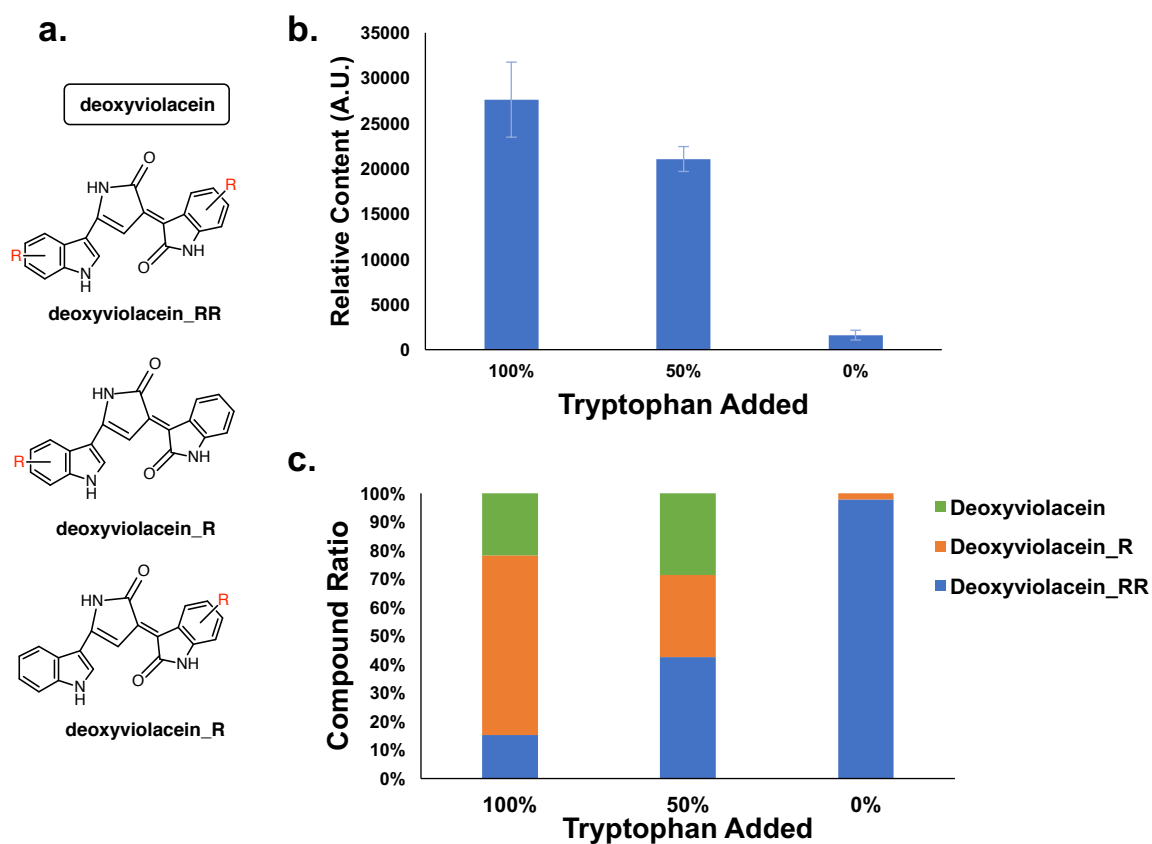 a.
deoxyviolacein
O
HN
R
R
O
NH
N
H
deoxyviolacein_RR
O
HN
R
O
NH
N
H
deoxyviolacein_R
O
HN
R
O
NH
N
H
deoxyviolacein_R
b.
Relative Content (A.U.)
35000
30000
25000
20000
15000
10000
5000
0
100% 50% 0%
Tryptophan Added
c.
Compound Ratio
100%
90%
80%
70%
60%
50%
40%
30%
20%
10%
0%
100% 50% 0%
Tryptophan Added
Deoxyviolacein
Deoxyviolacein_R
Deoxyviolacein_RR